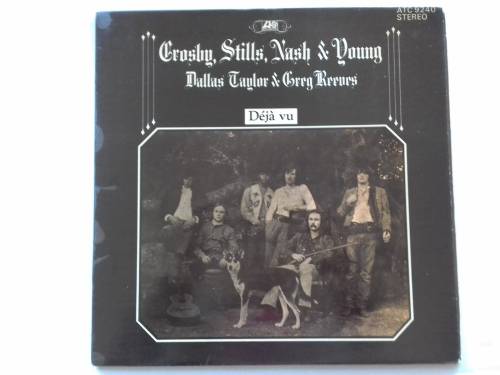 ATC 9240
STEREO
Crosby, Stills, Nash & Young
Dallas Taylor & Greg Reeves
Déjà vu